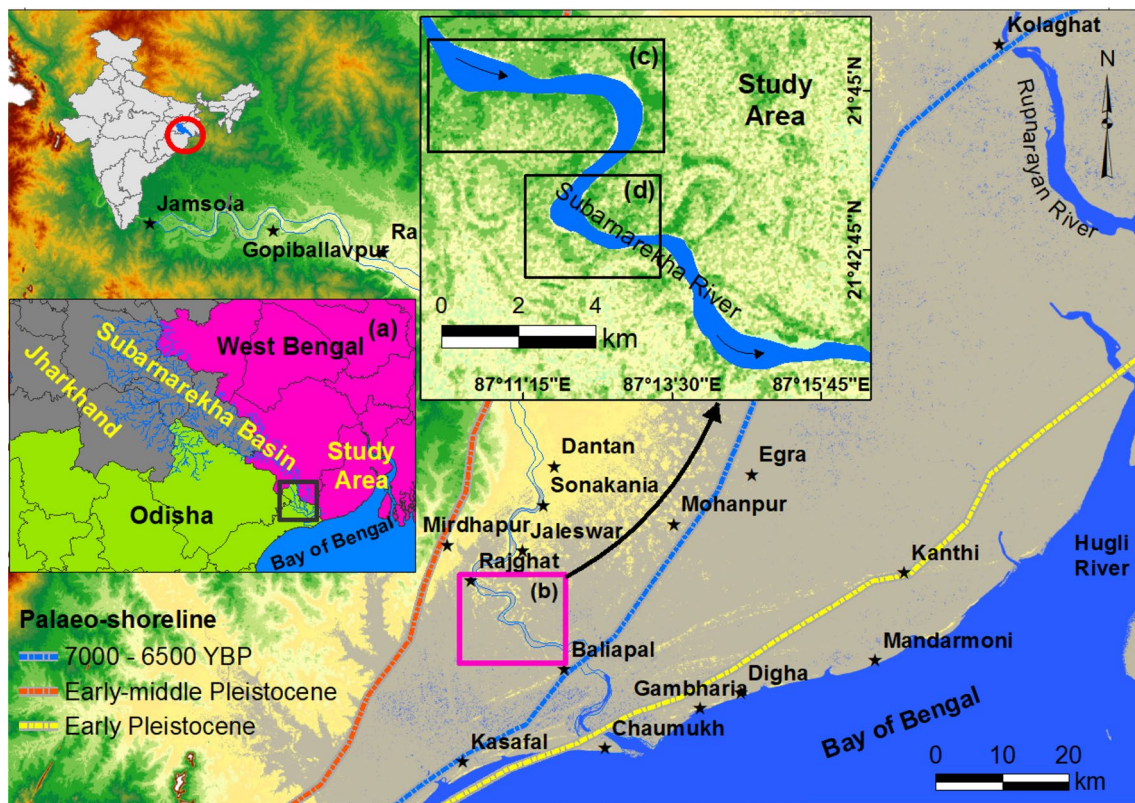 Kolaghat
N
Rupnarayan River
Jamsola
Gopiballavpur
Ra
(c)
Study
Area
(d)
Subarnarekha River
0 2 4
km
21°45'N
21°42'45"N
87°11'15"E 87°13'30"E 87°15'45"E
(a)
West Bengal
Subarnarekha Basin
Jharkhand
Study
Area
Odisha
Bay of Bengal
Dantan
Sonakania
Egra
Mohanpur
Mirdhapur
Jaleswar
Rajghat
(b)
Kanthi
Hugli
River
Baliapal
Mandarmoni
Digha
Gambharia
Chaumukh
Kasafal
Bay of Bengal
Palaeo-shoreline
7000 - 6500 YBP
Early-middle Pleistocene
Early Pleistocene
0 10 20
km